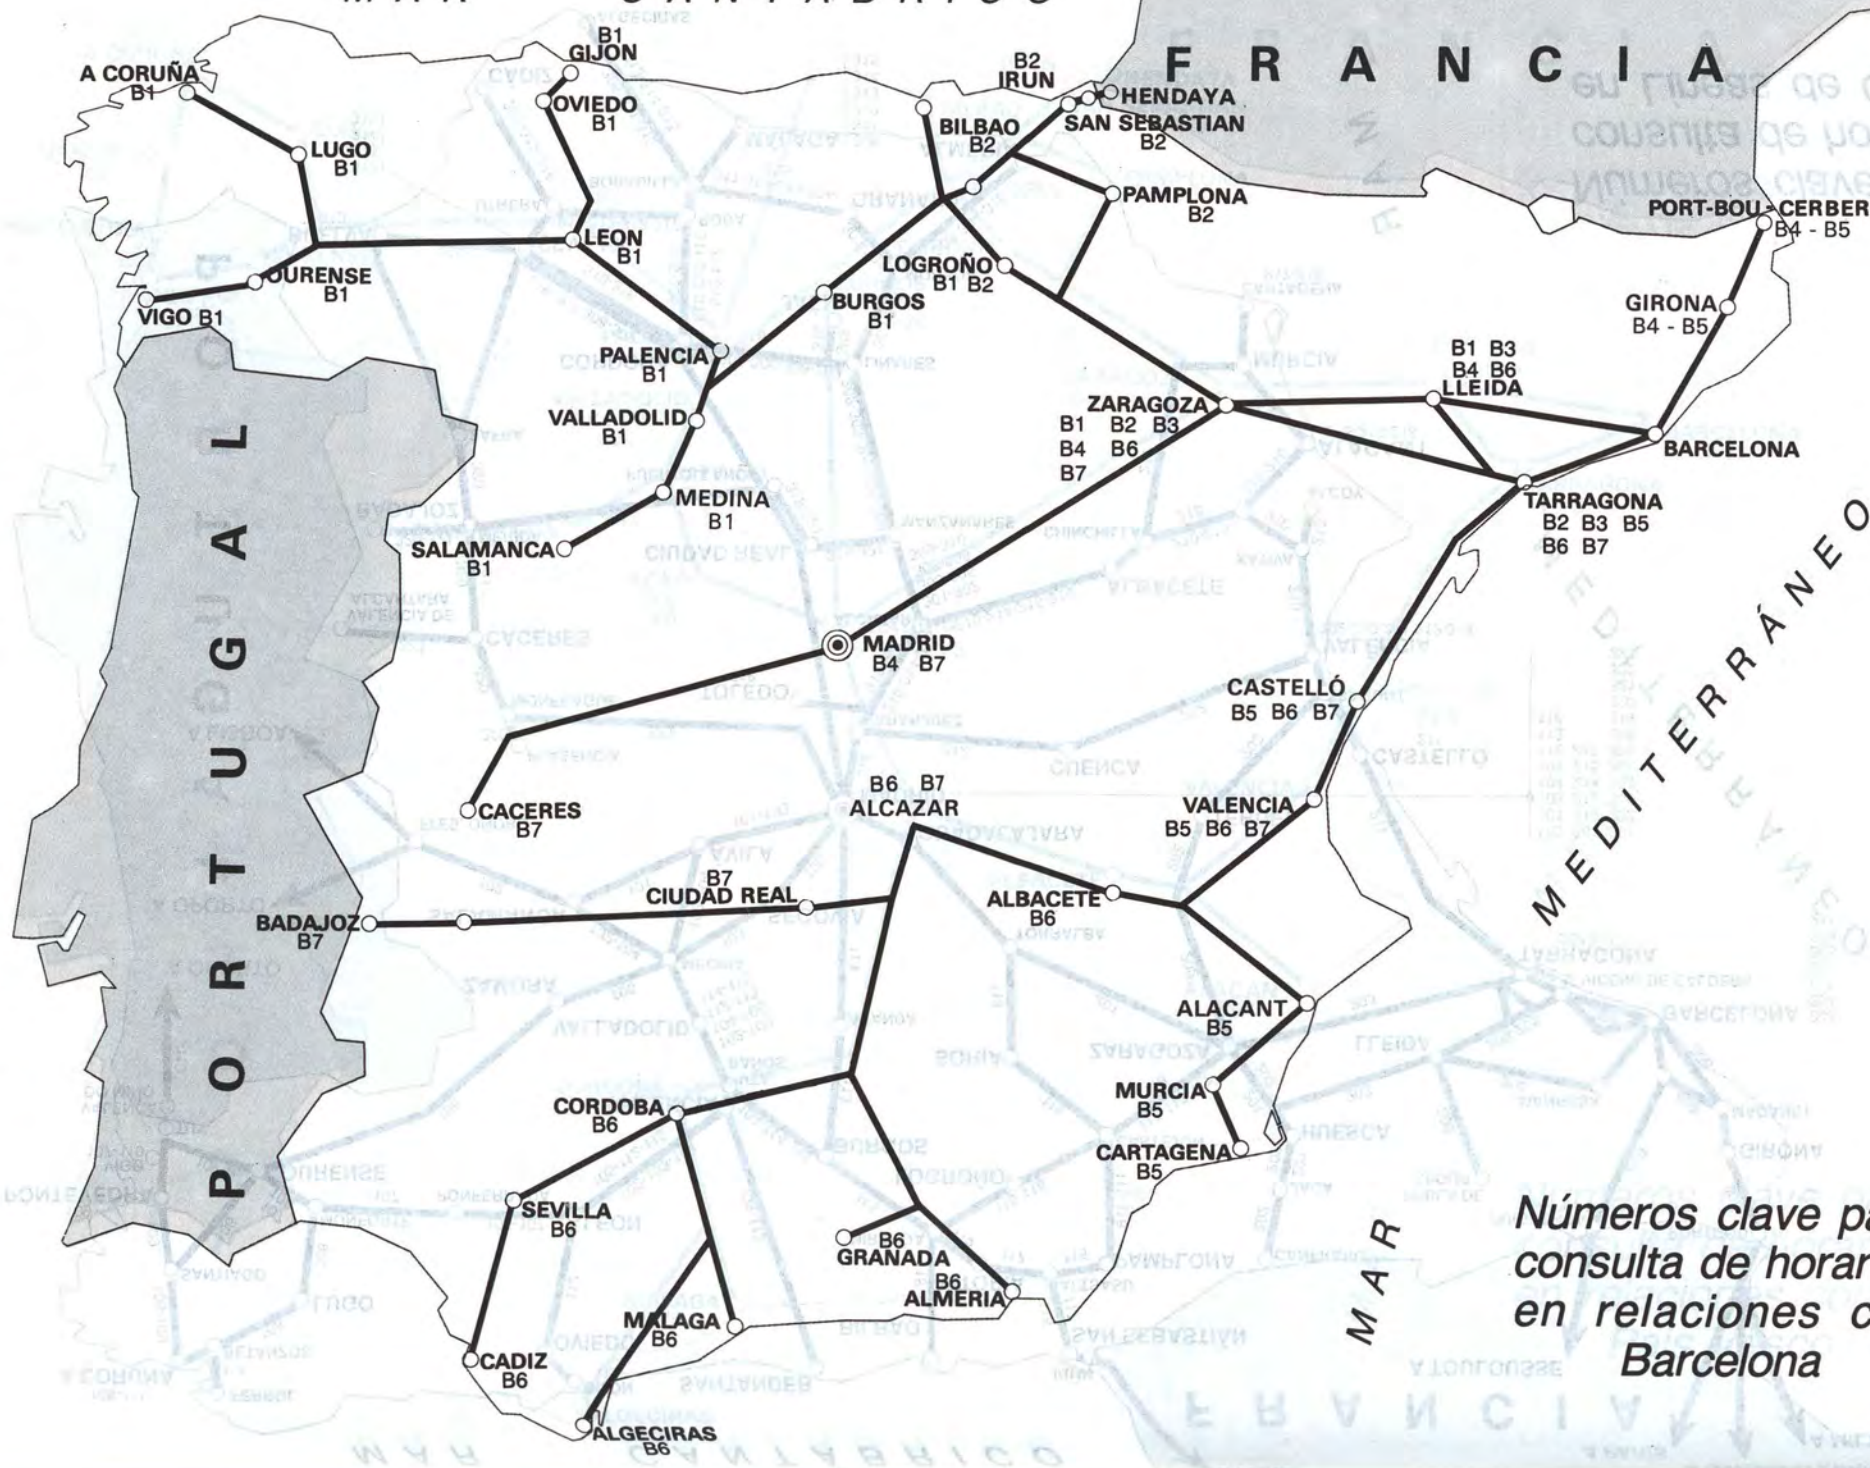 MAR CANTABRICO
FRANCIA
B1
GIJON
A CORUÑA
B1
OVIEDO
B1
LUGO
B1
B2
IRUN
HENDAYA
SAN SEBASTIAN
B2
BILBAO
B2
PAMPLONA
B2
PORT-BOU - CERBER
B4 - B5
LEON
B1
OURENSE
B1
VIGO B1
LOGROÑO
B1 B2
BURGOS
B1
GIRONA
B4 - B5
PALENCIA
B1
B1 B3
B4 B6
LLEIDA
VALLADOLID
B1
ZARAGOZA
B1 B2 B3
B4 B6
B7
BARCELONA
MEDINA
B1
TARRAGONA
B2 B3 B5
B6 B7
SALAMANCA
B1
PORTUGAL
MADRID
B4 B7
CASTELLÓ
B5 B6 B7
MAR MEDITERRÁNEO
CACERES
B7
B6 B7
ALCAZAR
VALENCIA
B5 B6 B7
B7
CIUDAD REAL
ALBACETE
B6
BADAJOZ
B7
ALACANT
B5
MURCIA
B5
CORDOBA
B6
CARTAGENA
B5
SEVILLA
B6
B6
GRANADA
B6
ALMERIA
MALAGA
B6
CADIZ
B6
ALGECIRAS
B6
Números clave pa
consulta de horar
en relaciones c
Barcelona